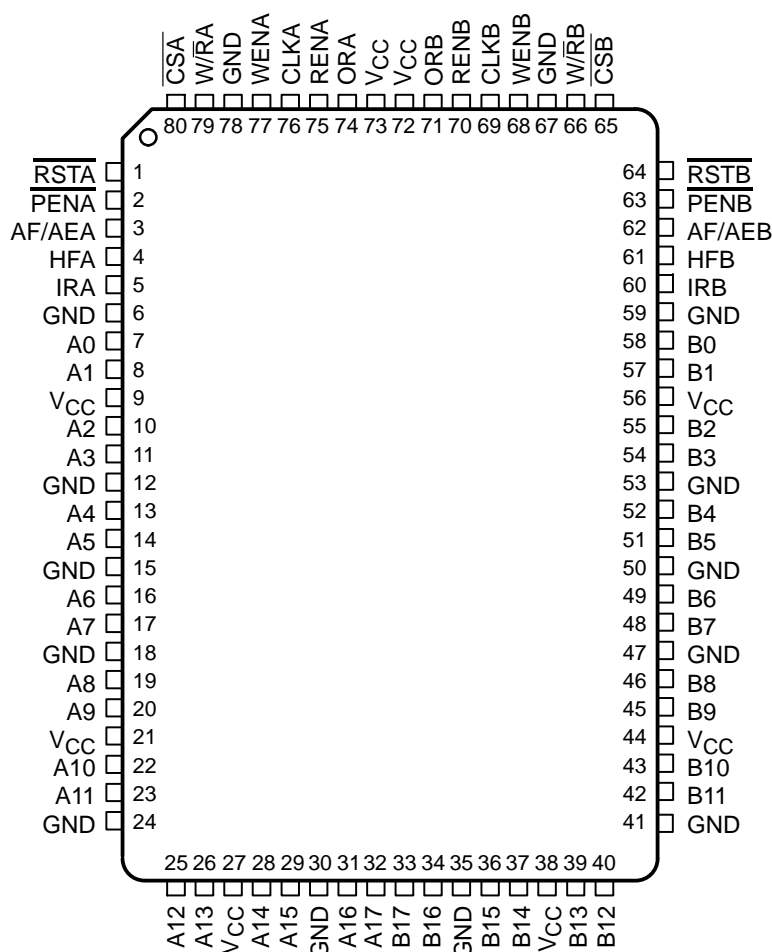 CSA W/RA GND WENA CLKA RENA ORA VCC VCC ORB RENB CLKB WENB GND W/RB CSB
80 79 78 77 76 75 74 73 72 71 70 69 68 67 66 65
RSTA 1 64 RSTB
PENA 2 63 PENB
AF/AEA 3 62 AF/AEB
HFA 4 61 HFB
IRA 5 60 IRB
GND 6 59 GND
A0 7 58 B0
A1 8 57 B1
VCC 9 56 VCC
A2 10 55 B2
A3 11 54 B3
GND 12 53 GND
A4 13 52 B4
A5 14 51 B5
GND 15 50 GND
A6 16 49 B6
A7 17 48 B7
GND 18 47 GND
A8 19 46 B8
A9 20 45 B9
VCC 21 44 VCC
A10 22 43 B10
A11 23 42 B11
GND 24 41 GND
25 26 27 28 29 30 31 32 33 34 35 36 37 38 39 40
A12 A13 VCC A14 A15 GND A16 A17 B17 B16 GND B15 B14 VCC B13 B12